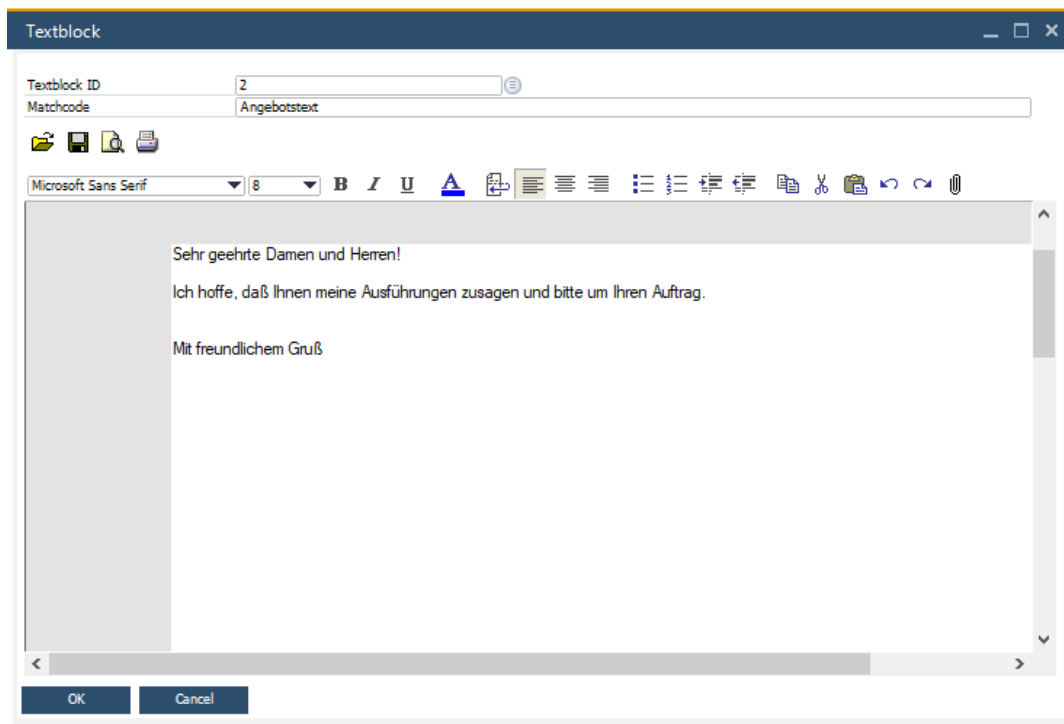 Textblock
Textblock ID 2
Matchcode Angebotstext
Microsoft Sans Serif 8 B I U A
Sehr geehrte Damen und Herren!
Ich hoffe, daß Ihnen meine Ausführungen zusagen und bitte um Ihren Auftrag.
Mit freundlichem Gruß
OK Cancel